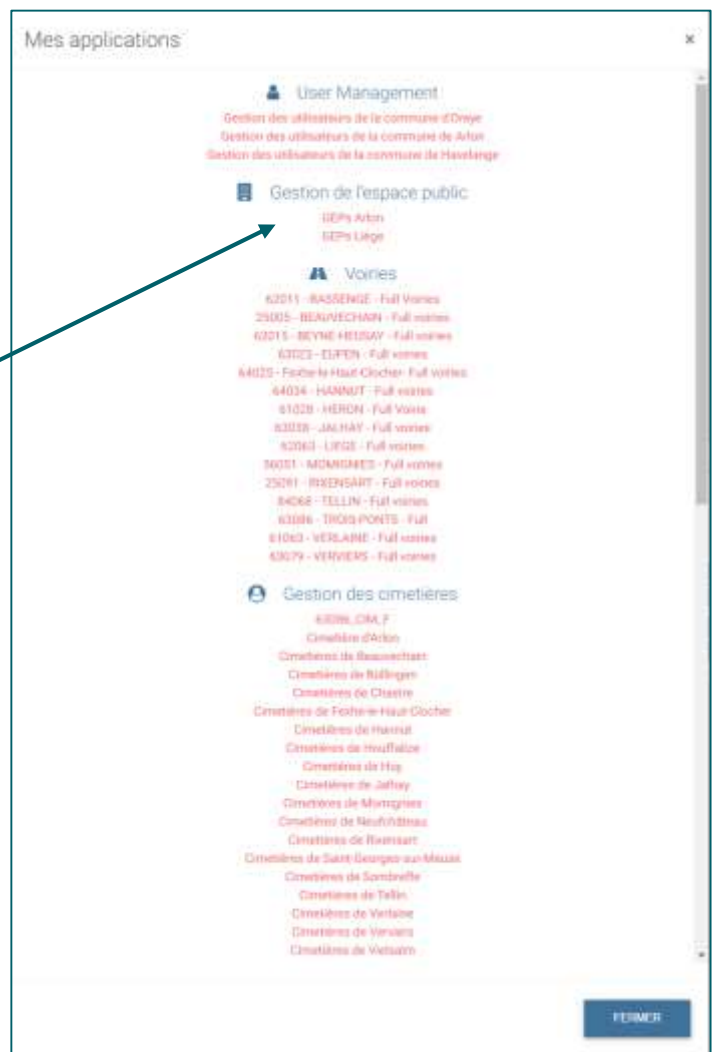 Mes applications
×
User Management
Gestion des utilisateurs de la commune d'Oreye
Gestion des utilisateurs de la commune de Arlon
Gestion des utilisateurs de la commune de Havelange
Gestion de l'espace public
GEPs Arlon
GEPs Liège
Voiries
62011 - BASSENGE - Full Voiries
25005 - BEAUVECHAIN - Full voiries
62015 - BEYNE-HEUSAY - Full voiries
63023 - EUPEN - Full voiries
64025 - Fexhe-le-Haut-Clocher- Full voiries
64034 - HANNUT - Full voiries
61028 - HERON - Full Voirie
63038 - JALHAY - Full voiries
62063 - LIEGE - Full voiries
56051 - MOMIGNIES - Full voiries
25091 - RIXENSART - Full voiries
84068 - TELLIN - Full voiries
63086 - TROIS-PONTS - Full
61063 - VERLAINE - Full voiries
63079 - VERVIERS - Full voiries
Gestion des cimetières
63086_CIM_F
Cimetière d'Arlon
Cimetières de Beauvechain
Cimetières de Büllingen
Cimetières de Chastre
Cimetières de Fexhe-le-Haut-Clocher
Cimetières de Hannut
Cimetières de Houffalize
Cimetières de Huy
Cimetières de Jalhay
Cimetières de Momignies
Cimetières de Neufchâteau
Cimetières de Rixensart
Cimetières de Saint-Georges-sur-Meuse
Cimetières de Sombreffe
Cimetières de Tellin
Cimetières de Verlaine
Cimetières de Verviers
Cimetières de Vielsalm
FERMER